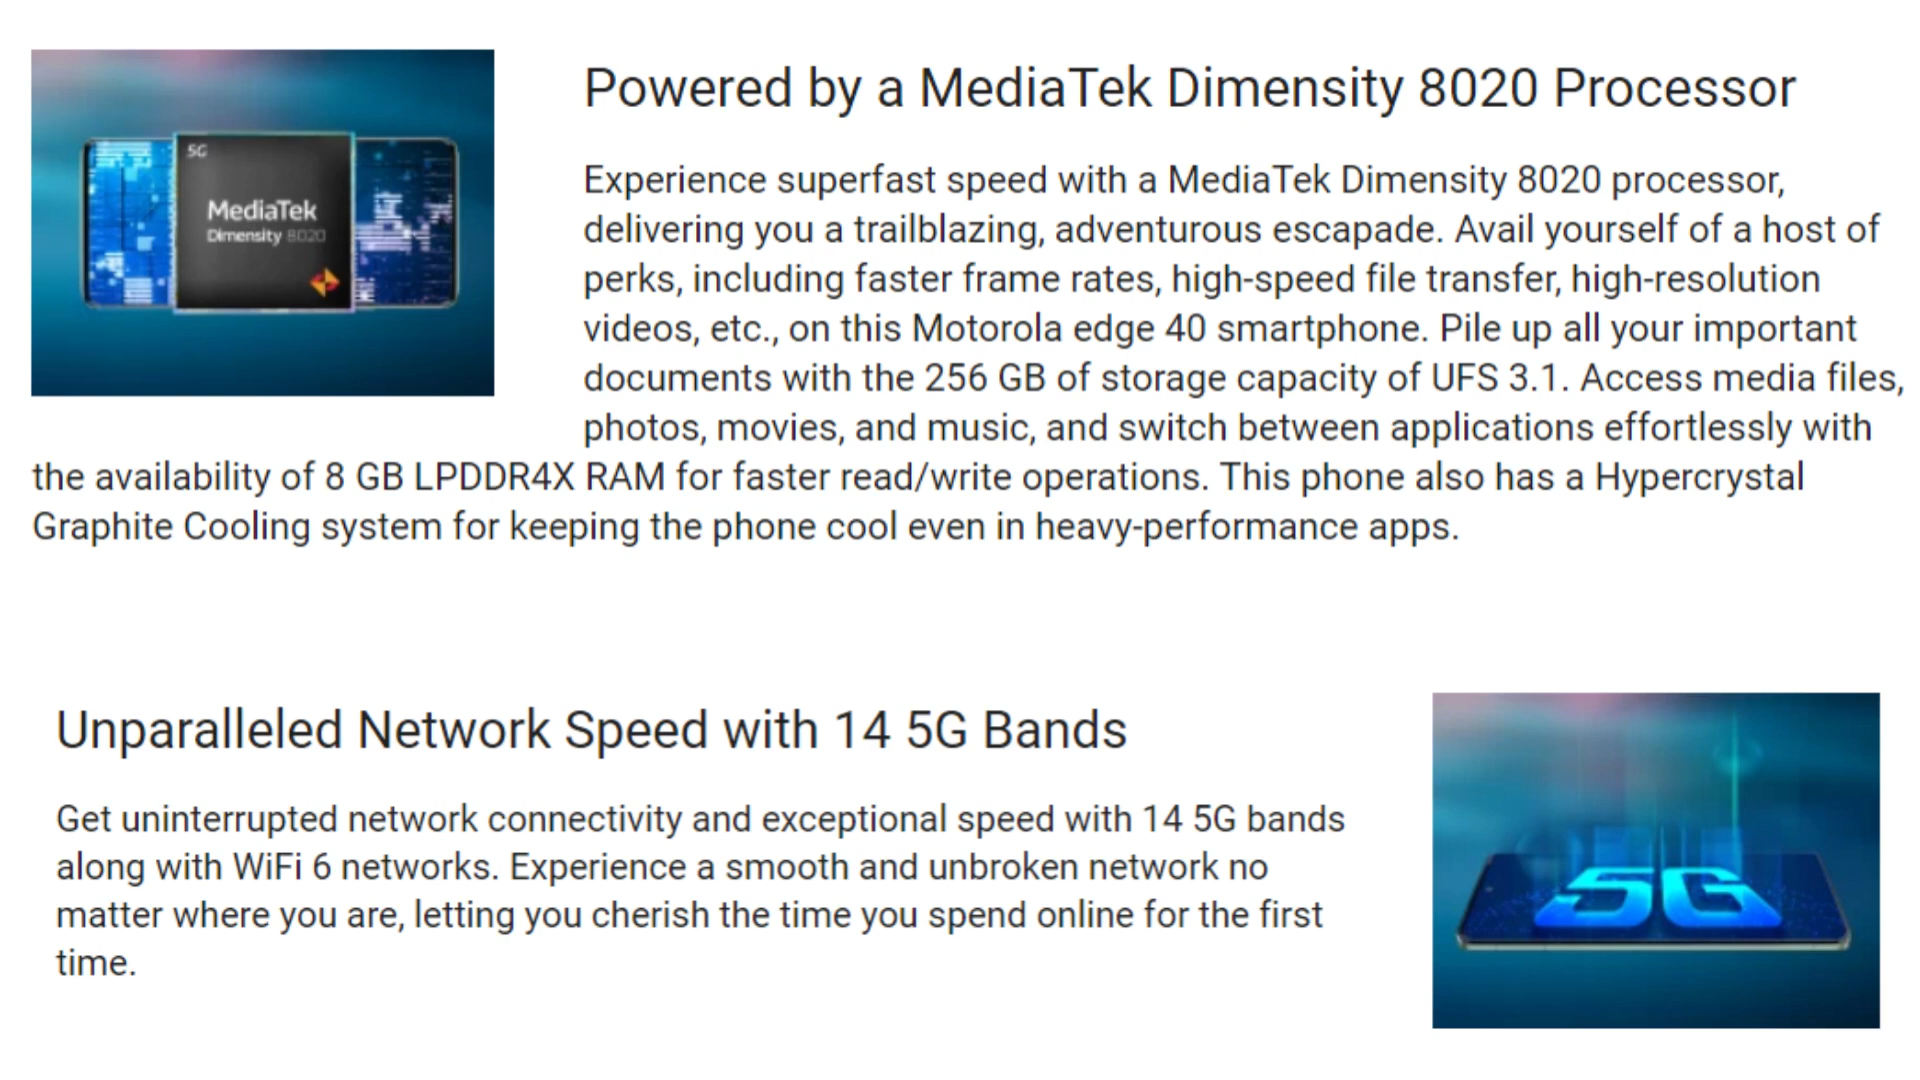 5G
MediaTek
Dimensity 8020
Powered by a MediaTek Dimensity 8020 Processor
Experience superfast speed with a MediaTek Dimensity 8020 processor,
delivering you a trailblazing, adventurous escapade. Avail yourself of a host of
perks, including faster frame rates, high-speed file transfer, high-resolution
videos, etc., on this Motorola edge 40 smartphone. Pile up all your important
documents with the 256 GB of storage capacity of UFS 3.1. Access media files,
photos, movies, and music, and switch between applications effortlessly with
the availability of 8 GB LPDDR4X RAM for faster read/write operations. This phone also has a Hypercrystal
Graphite Cooling system for keeping the phone cool even in heavy-performance apps.
Unparalleled Network Speed with 14 5G Bands
Get uninterrupted network connectivity and exceptional speed with 14 5G bands
along with WiFi 6 networks. Experience a smooth and unbroken network no
matter where you are, letting you cherish the time you spend online for the first
time.
5G